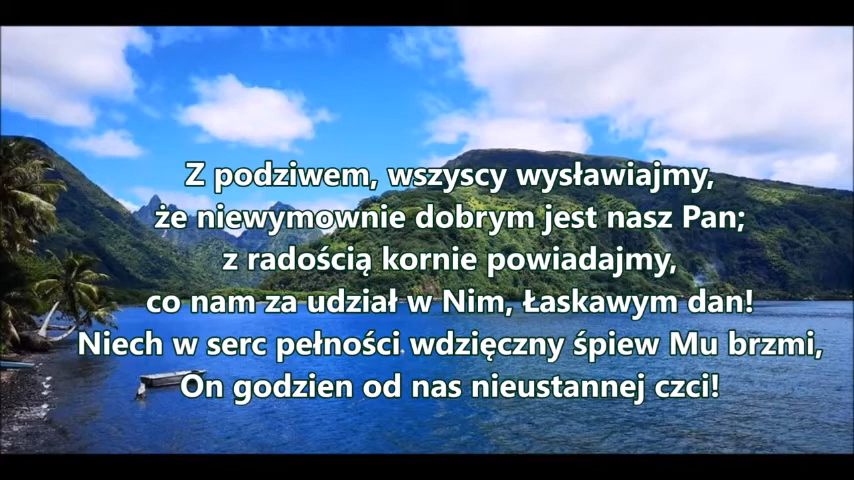 Z podziwem, wszyscy wysławiajmy,
że niewymownie dobrym jest nasz Pan;
z radością kornie powiadajmy,
co nam za udział w Nim, Łaskawym dan!
Niech w serc pełności wdzięczny śpiew Mu brzmi,
On godzien od nas nieustannej czci!